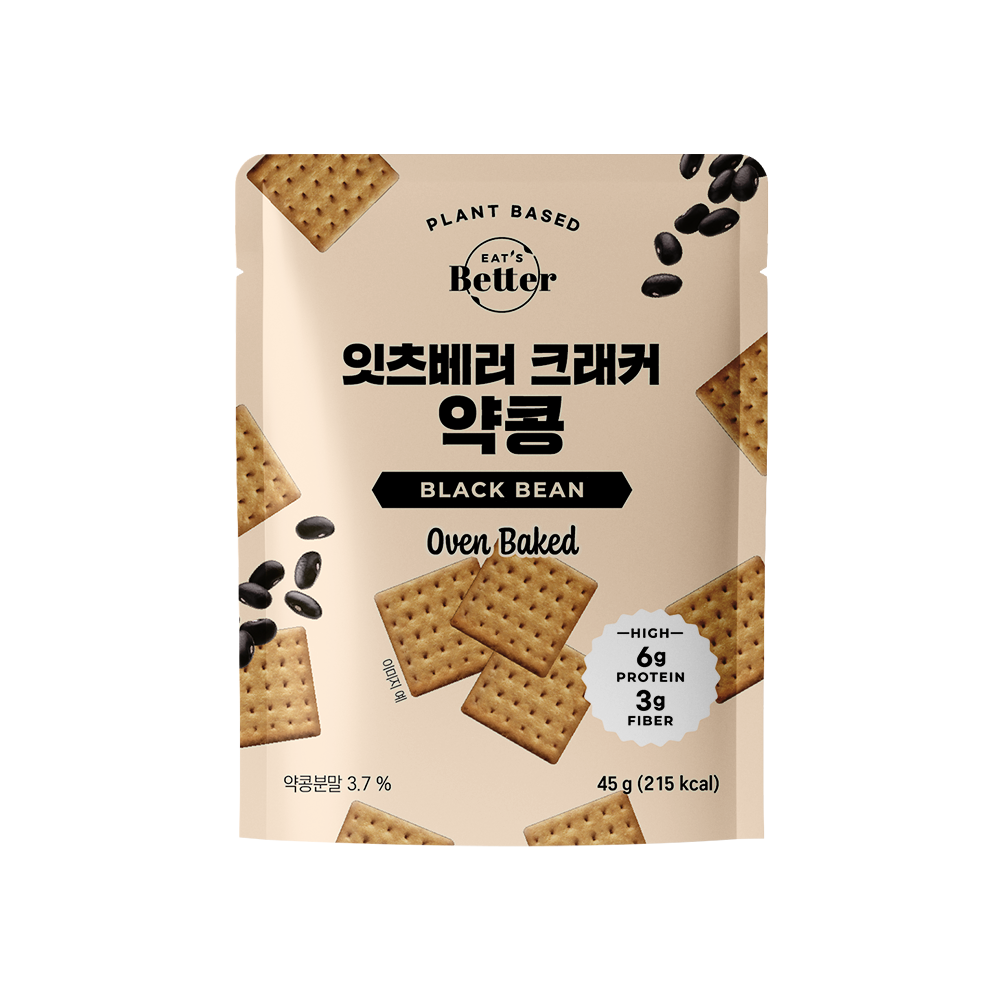 PLANT BASED
EAT'S
Better
잇츠베러 크래커
약콩
BLACK BEAN
Oven Baked
이미지 예
HIGH
6g
PROTEIN
3g
FIBER
약콩분말 3.7 %
45 g (215 kcal)